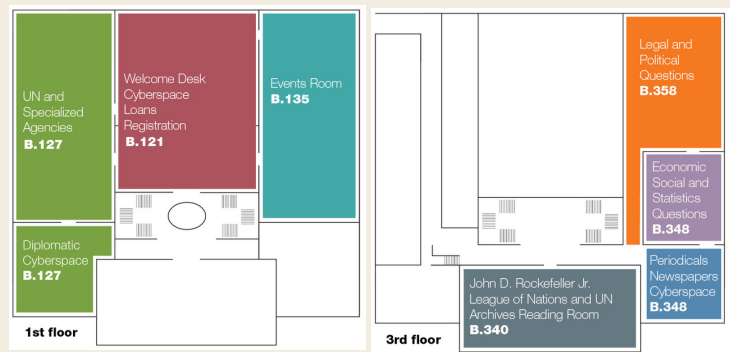 UN and
Specialized
Agencies
B.127
Welcome Desk
Cyberspace
Loans
Registration
B.121
Events Room
B.135
Diplomatic
Cyberspace
B.127
1st floor
Legal and
Political
Questions
B.358
Economic
Social and
Statistics
Questions
B.348
Periodicals
Newspapers
Cyberspace
B.348
John D. Rockefeller Jr.
League of Nations and UN
Archives Reading Room
B.340
3rd floor